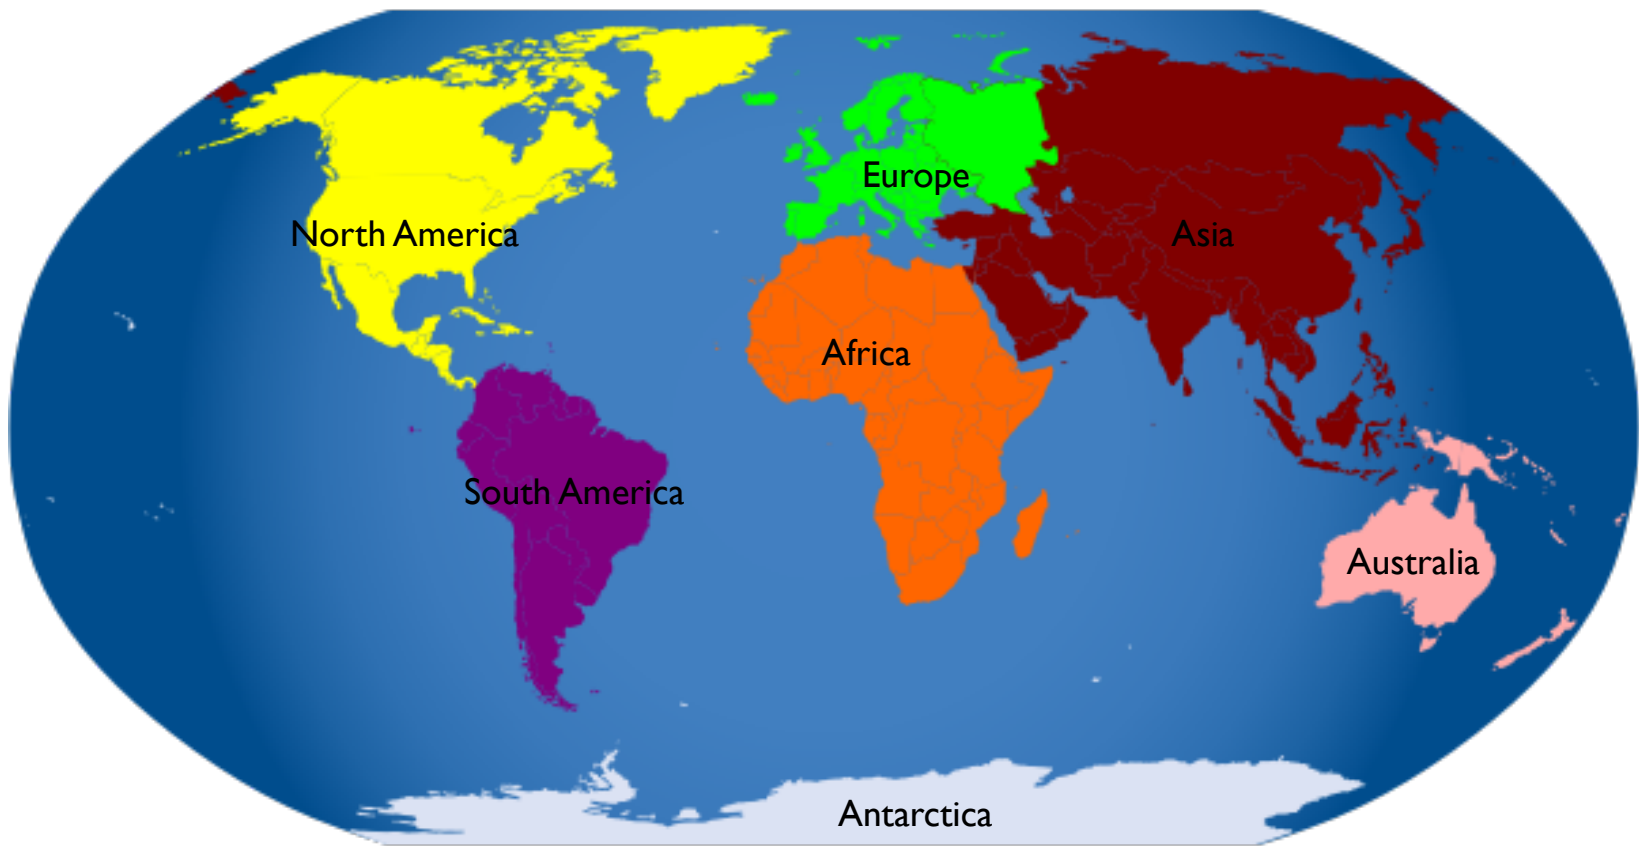 Europe
North America
Asia
Africa
South America
Australia
Antarctica